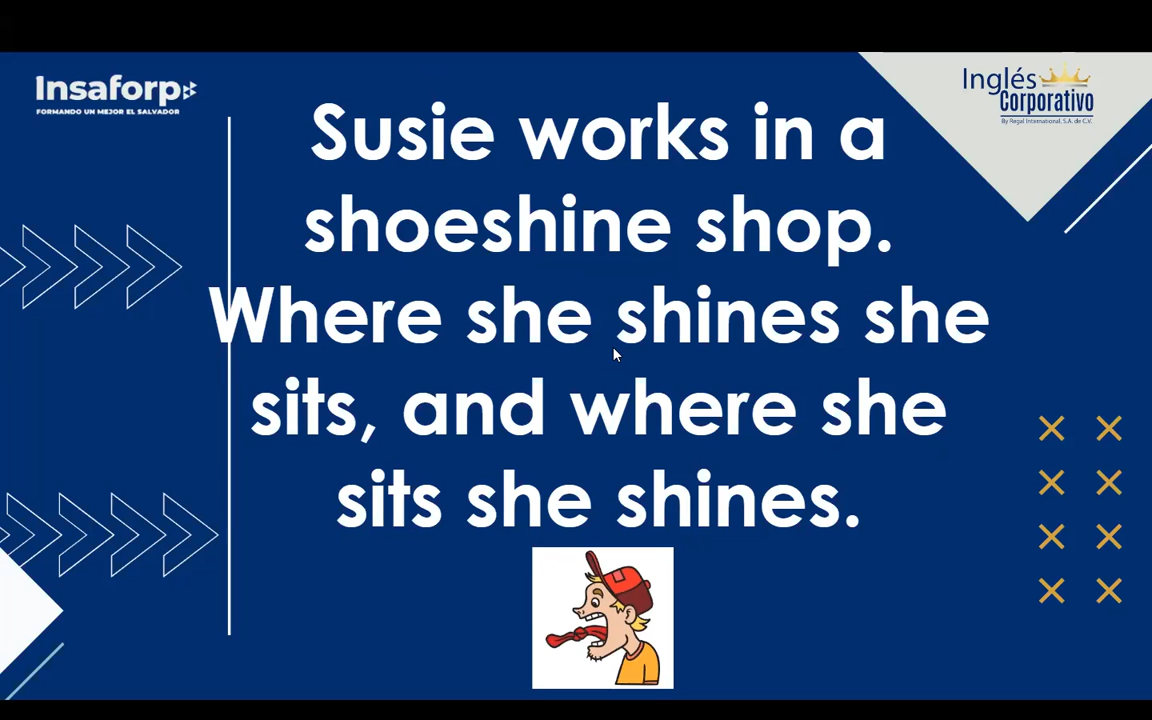 Insaforp
FORMANDO UN MEJOR EL SALVADOR
Inglés
Corporativo
By Regal International, S.A. de C.V.
Susie works in a
shoeshine shop.
Where she shines she
sits, and where she
sits she shines.